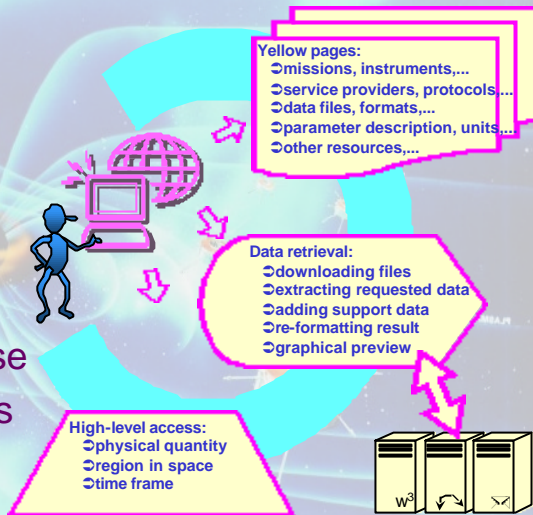 Yellow pages:
➲missions, instruments,...
➲service providers, protocols,...
➲data files, formats,...
➲parameter description, units,...
➲other resources,...
Data retrieval:
➲downloading files
➲extracting requested data
➲adding support data
➲re-formatting result
➲graphical preview
se
s
High-level access:
➲physical quantity
➲region in space
➲time frame
W³